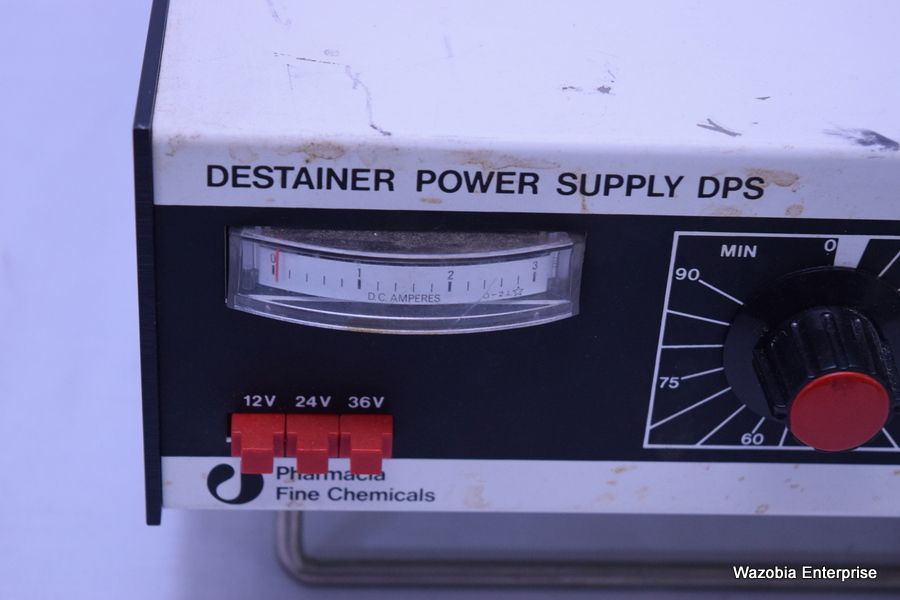 DESTAINER POWER SUPPLY DPS
0 1 2 3
D.C. AMPERES
MIN 0
90
75
60
12V 24V 36V
Pharmacia
Fine Chemicals
Wazobia Enterprise